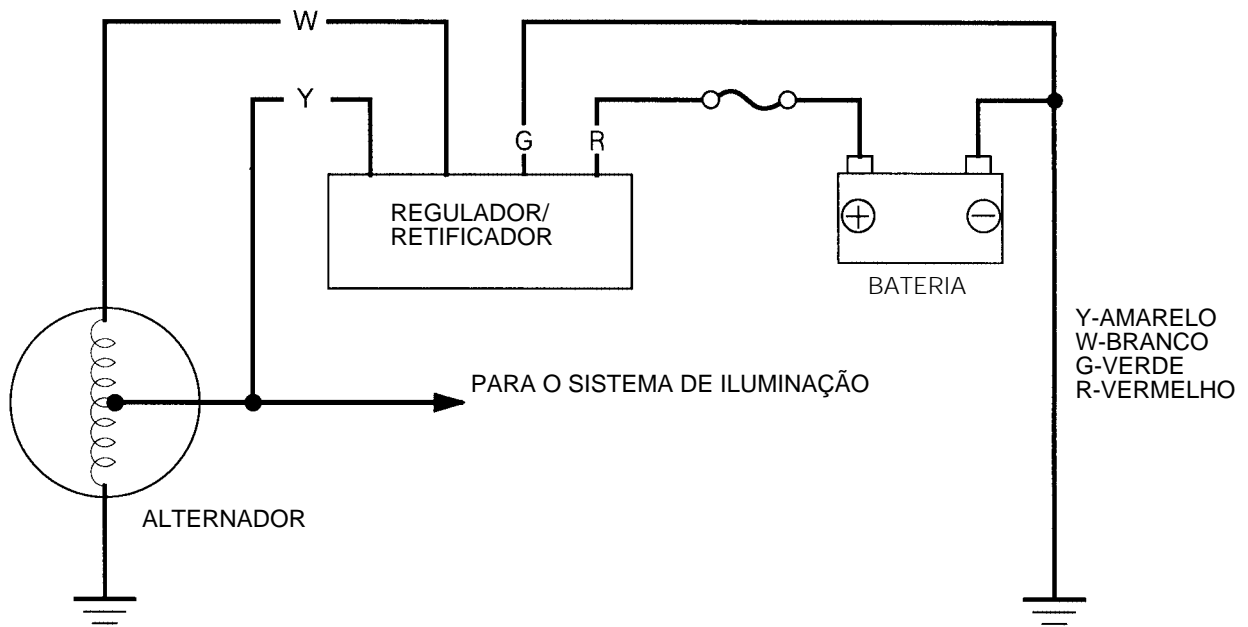 W
Y
G
R
REGULADOR/
RETIFICADOR
BATERIA
Y-AMARELO
W-BRANCO
G-VERDE
R-VERMELHO
PARA O SISTEMA DE ILUMINAÇÃO
ALTERNADOR